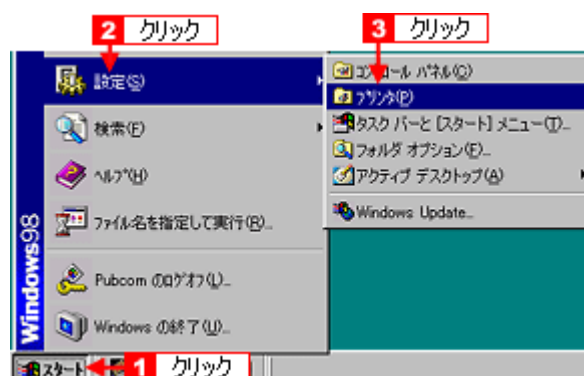 2 クリック
3 クリック
設定(S)
検索(F)
ヘルプ(H)
ファイル名を指定して実行(R)...
Pubcom のログオフ(L)...
Windows の終了(U)...
Windows98
コントロール パネル(C)
プリンタ(P)
タスク バーと [スタート] メニュー(T)...
フォルダ オプション(F)...
アクティブ デスクトップ(A)
Windows Update...
スタート
1 クリック